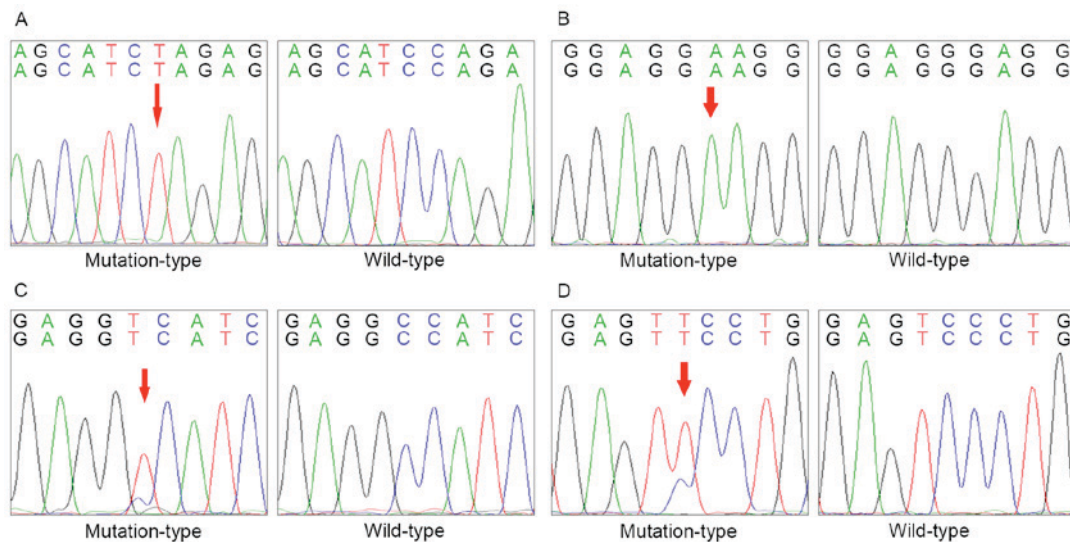 A
AGCATCTAGAG
AGCATCTAGAG
Mutation-type
AGCATCCAGA
AGCATCCAGA
Wild-type
B
GGAGGAAGG
GGAGGAAGG
Mutation-type
GGAGGGAGG
GGAGGGAGG
Wild-type
C
GAGGTCATC
GAGGTCATC
Mutation-type
GAGGCCATC
GAGGCCATC
Wild-type
D
GAGTTCCTG
GAGTTCCTG
Mutation-type
GAGTCCCTG
GAGTCCCTG
Wild-type